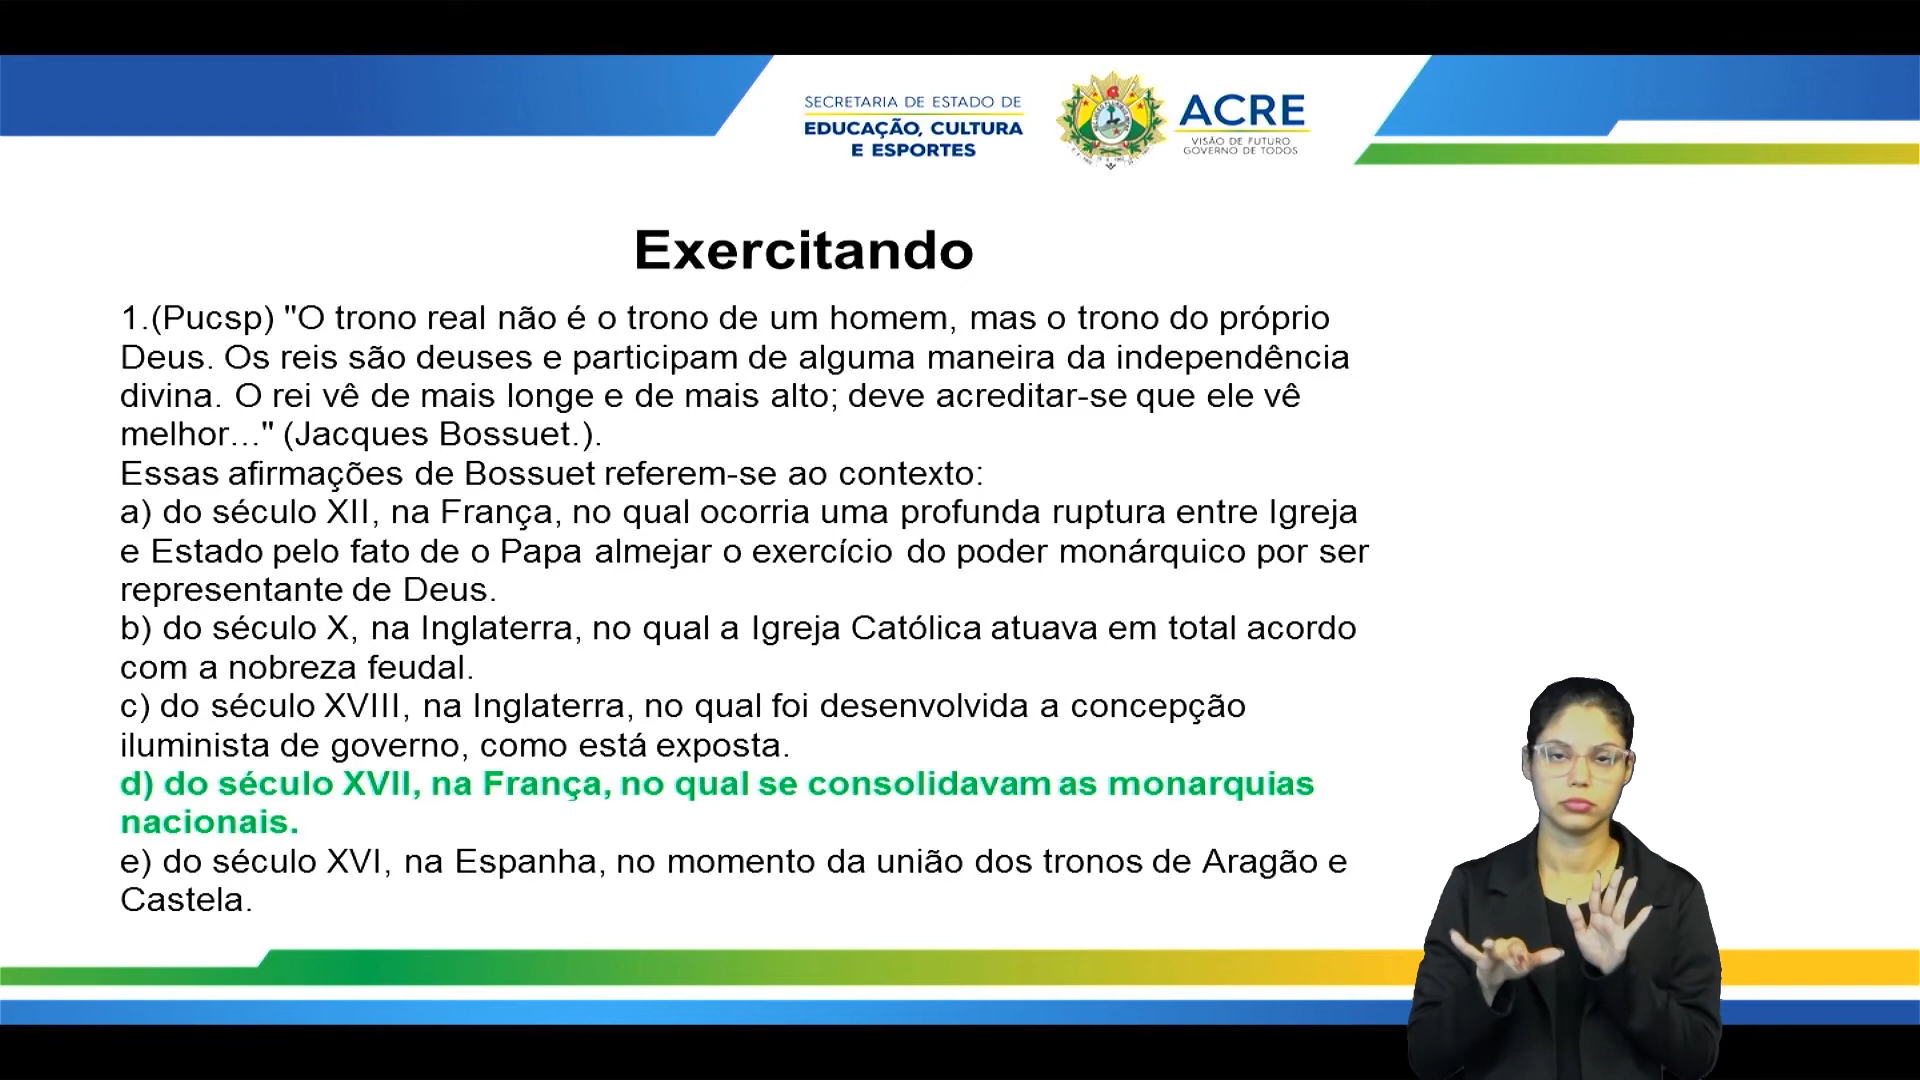 SECRETARIA DE ESTADO DE
EDUCAÇÃO, CULTURA
E ESPORTES
ACRE
VISÃO DE FUTURO
GOVERNO DE TODOS
Exercitando
1.(Pucsp) "O trono real não é o trono de um homem, mas o trono do próprio
Deus. Os reis são deuses e participam de alguma maneira da independência
divina. O rei vê de mais longe e de mais alto; deve acreditar-se que ele vê
melhor..." (Jacques Bossuet.).
Essas afirmações de Bossuet referem-se ao contexto:
a) do século XII, na França, no qual ocorria uma profunda ruptura entre Igreja
e Estado pelo fato de o Papa almejar o exercício do poder monárquico por ser
representante de Deus.
b) do século X, na Inglaterra, no qual a Igreja Católica atuava em total acordo
com a nobreza feudal.
c) do século XVIII, na Inglaterra, no qual foi desenvolvida a concepção
iluminista de governo, como está exposta.
d) do século XVII, na França, no qual se consolidavam as monarquias
nacionais.
e) do século XVI, na Espanha, no momento da união dos tronos de Aragão e
Castela.